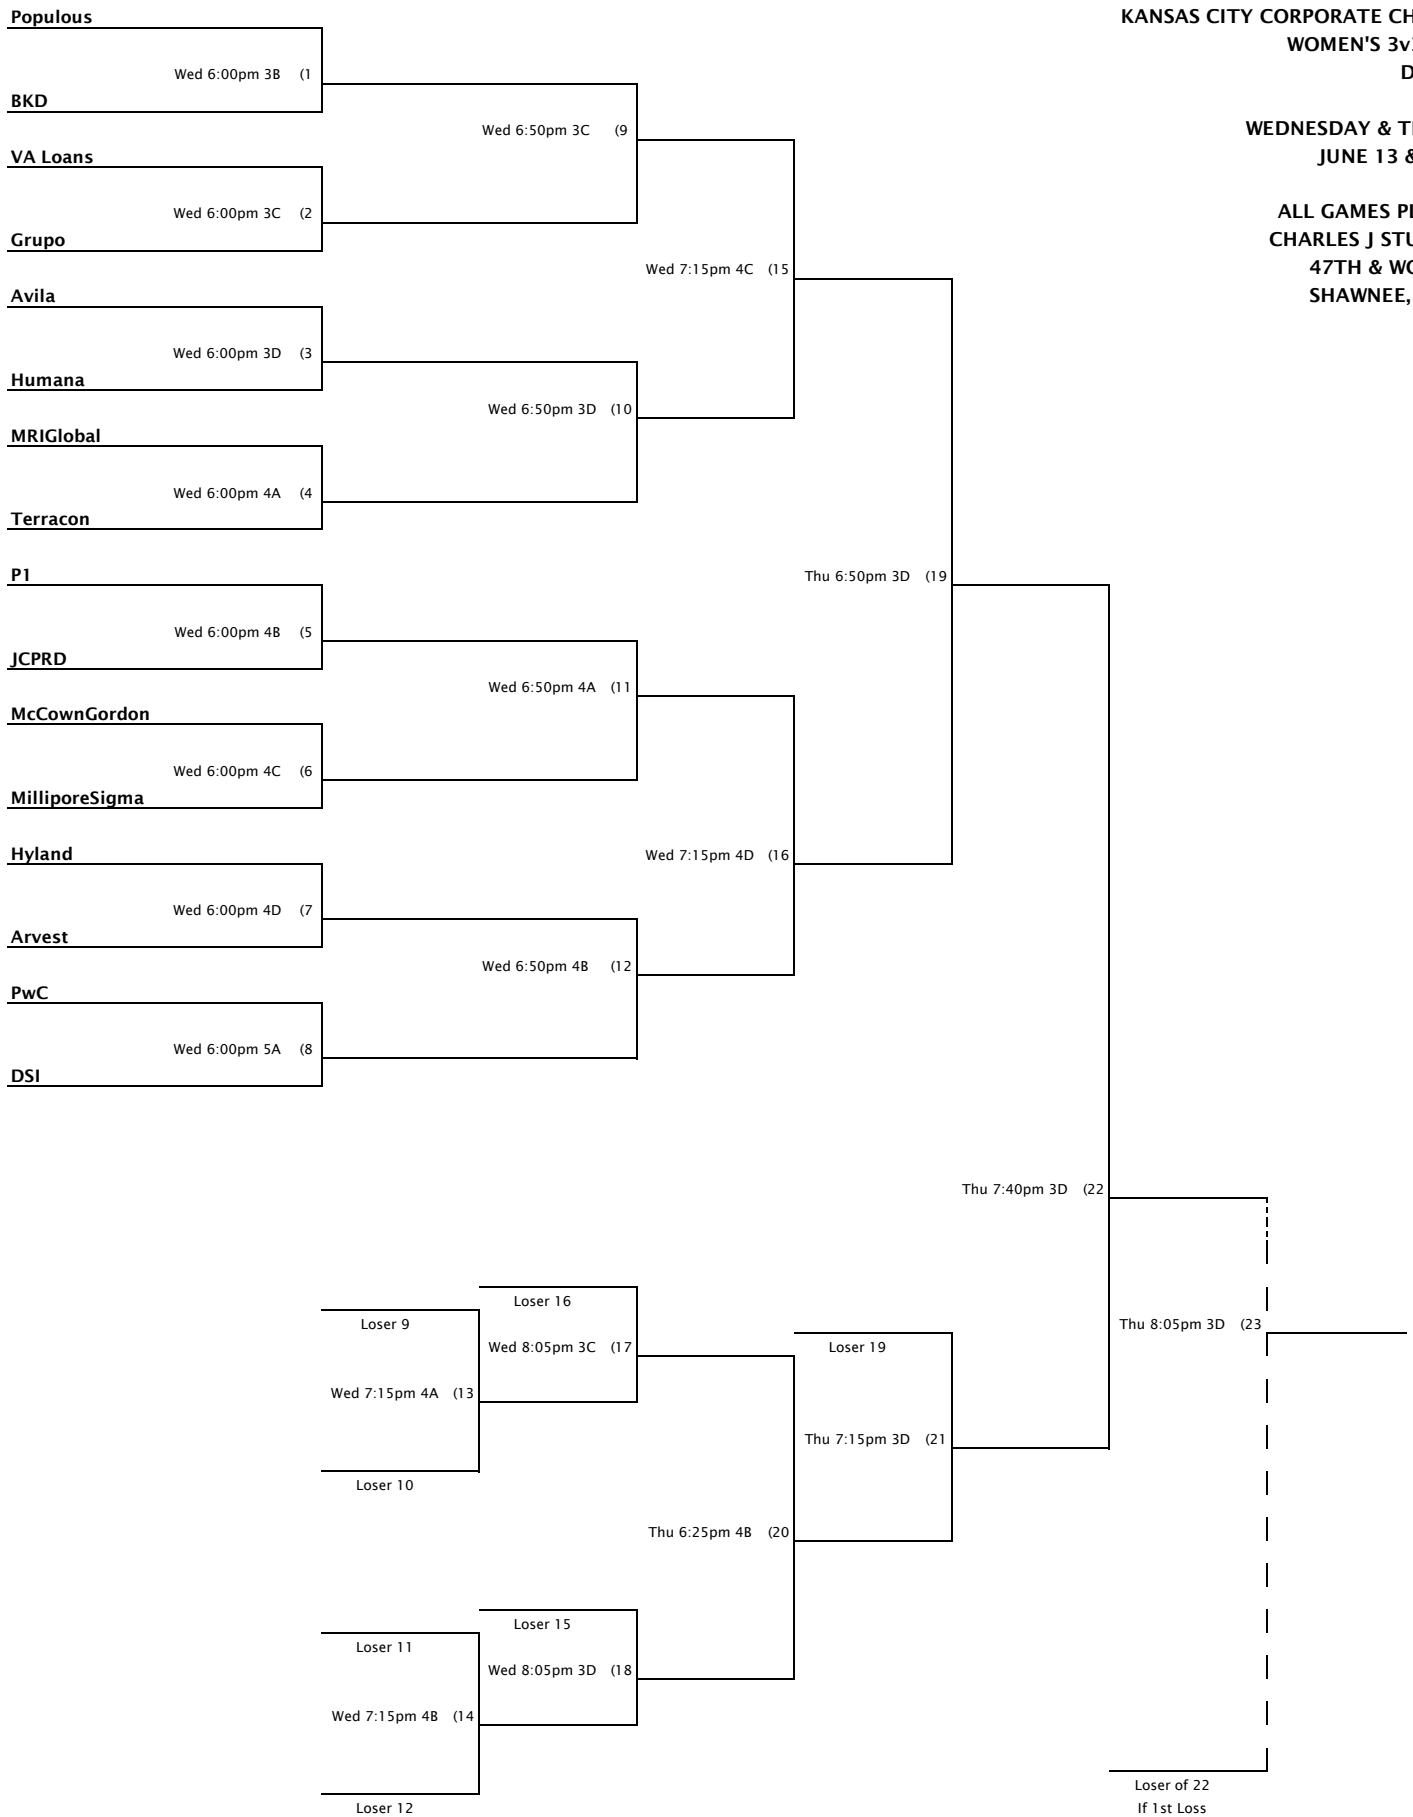 Populous
KANSAS CITY CORPORATE CH
WOMEN'S 3v
D
WEDNESDAY & T
JUNE 13 &
ALL GAMES P
CHARLES J STU
47TH & WO
SHAWNEE,
Wed 6:00pm 3B (1
BKD
Wed 6:50pm 3C (9
VA Loans
Wed 6:00pm 3C (2
Grupo
Wed 7:15pm 4C (15
Avila
Wed 6:00pm 3D (3
Humana
Wed 6:50pm 3D (10
MRIGlobal
Wed 6:00pm 4A (4
Terracon
P1
Thu 6:50pm 3D (19
Wed 6:00pm 4B (5
JCPRD
Wed 6:50pm 4A (11
McCownGordon
Wed 6:00pm 4C (6
MilliporeSigma
Hyland
Wed 7:15pm 4D (16
Wed 6:00pm 4D (7
Arvest
Wed 6:50pm 4B (12
PwC
Wed 6:00pm 5A (8
DSI
Thu 7:40pm 3D (22
Loser 16
Loser 9
Thu 8:05pm 3D (23
Wed 8:05pm 3C (17
Loser 19
Wed 7:15pm 4A (13
Thu 7:15pm 3D (21
Loser 10
Thu 6:25pm 4B (20
Loser 15
Loser 11
Wed 8:05pm 3D (18
Wed 7:15pm 4B (14
Loser of 22
Loser 12
If 1st Loss